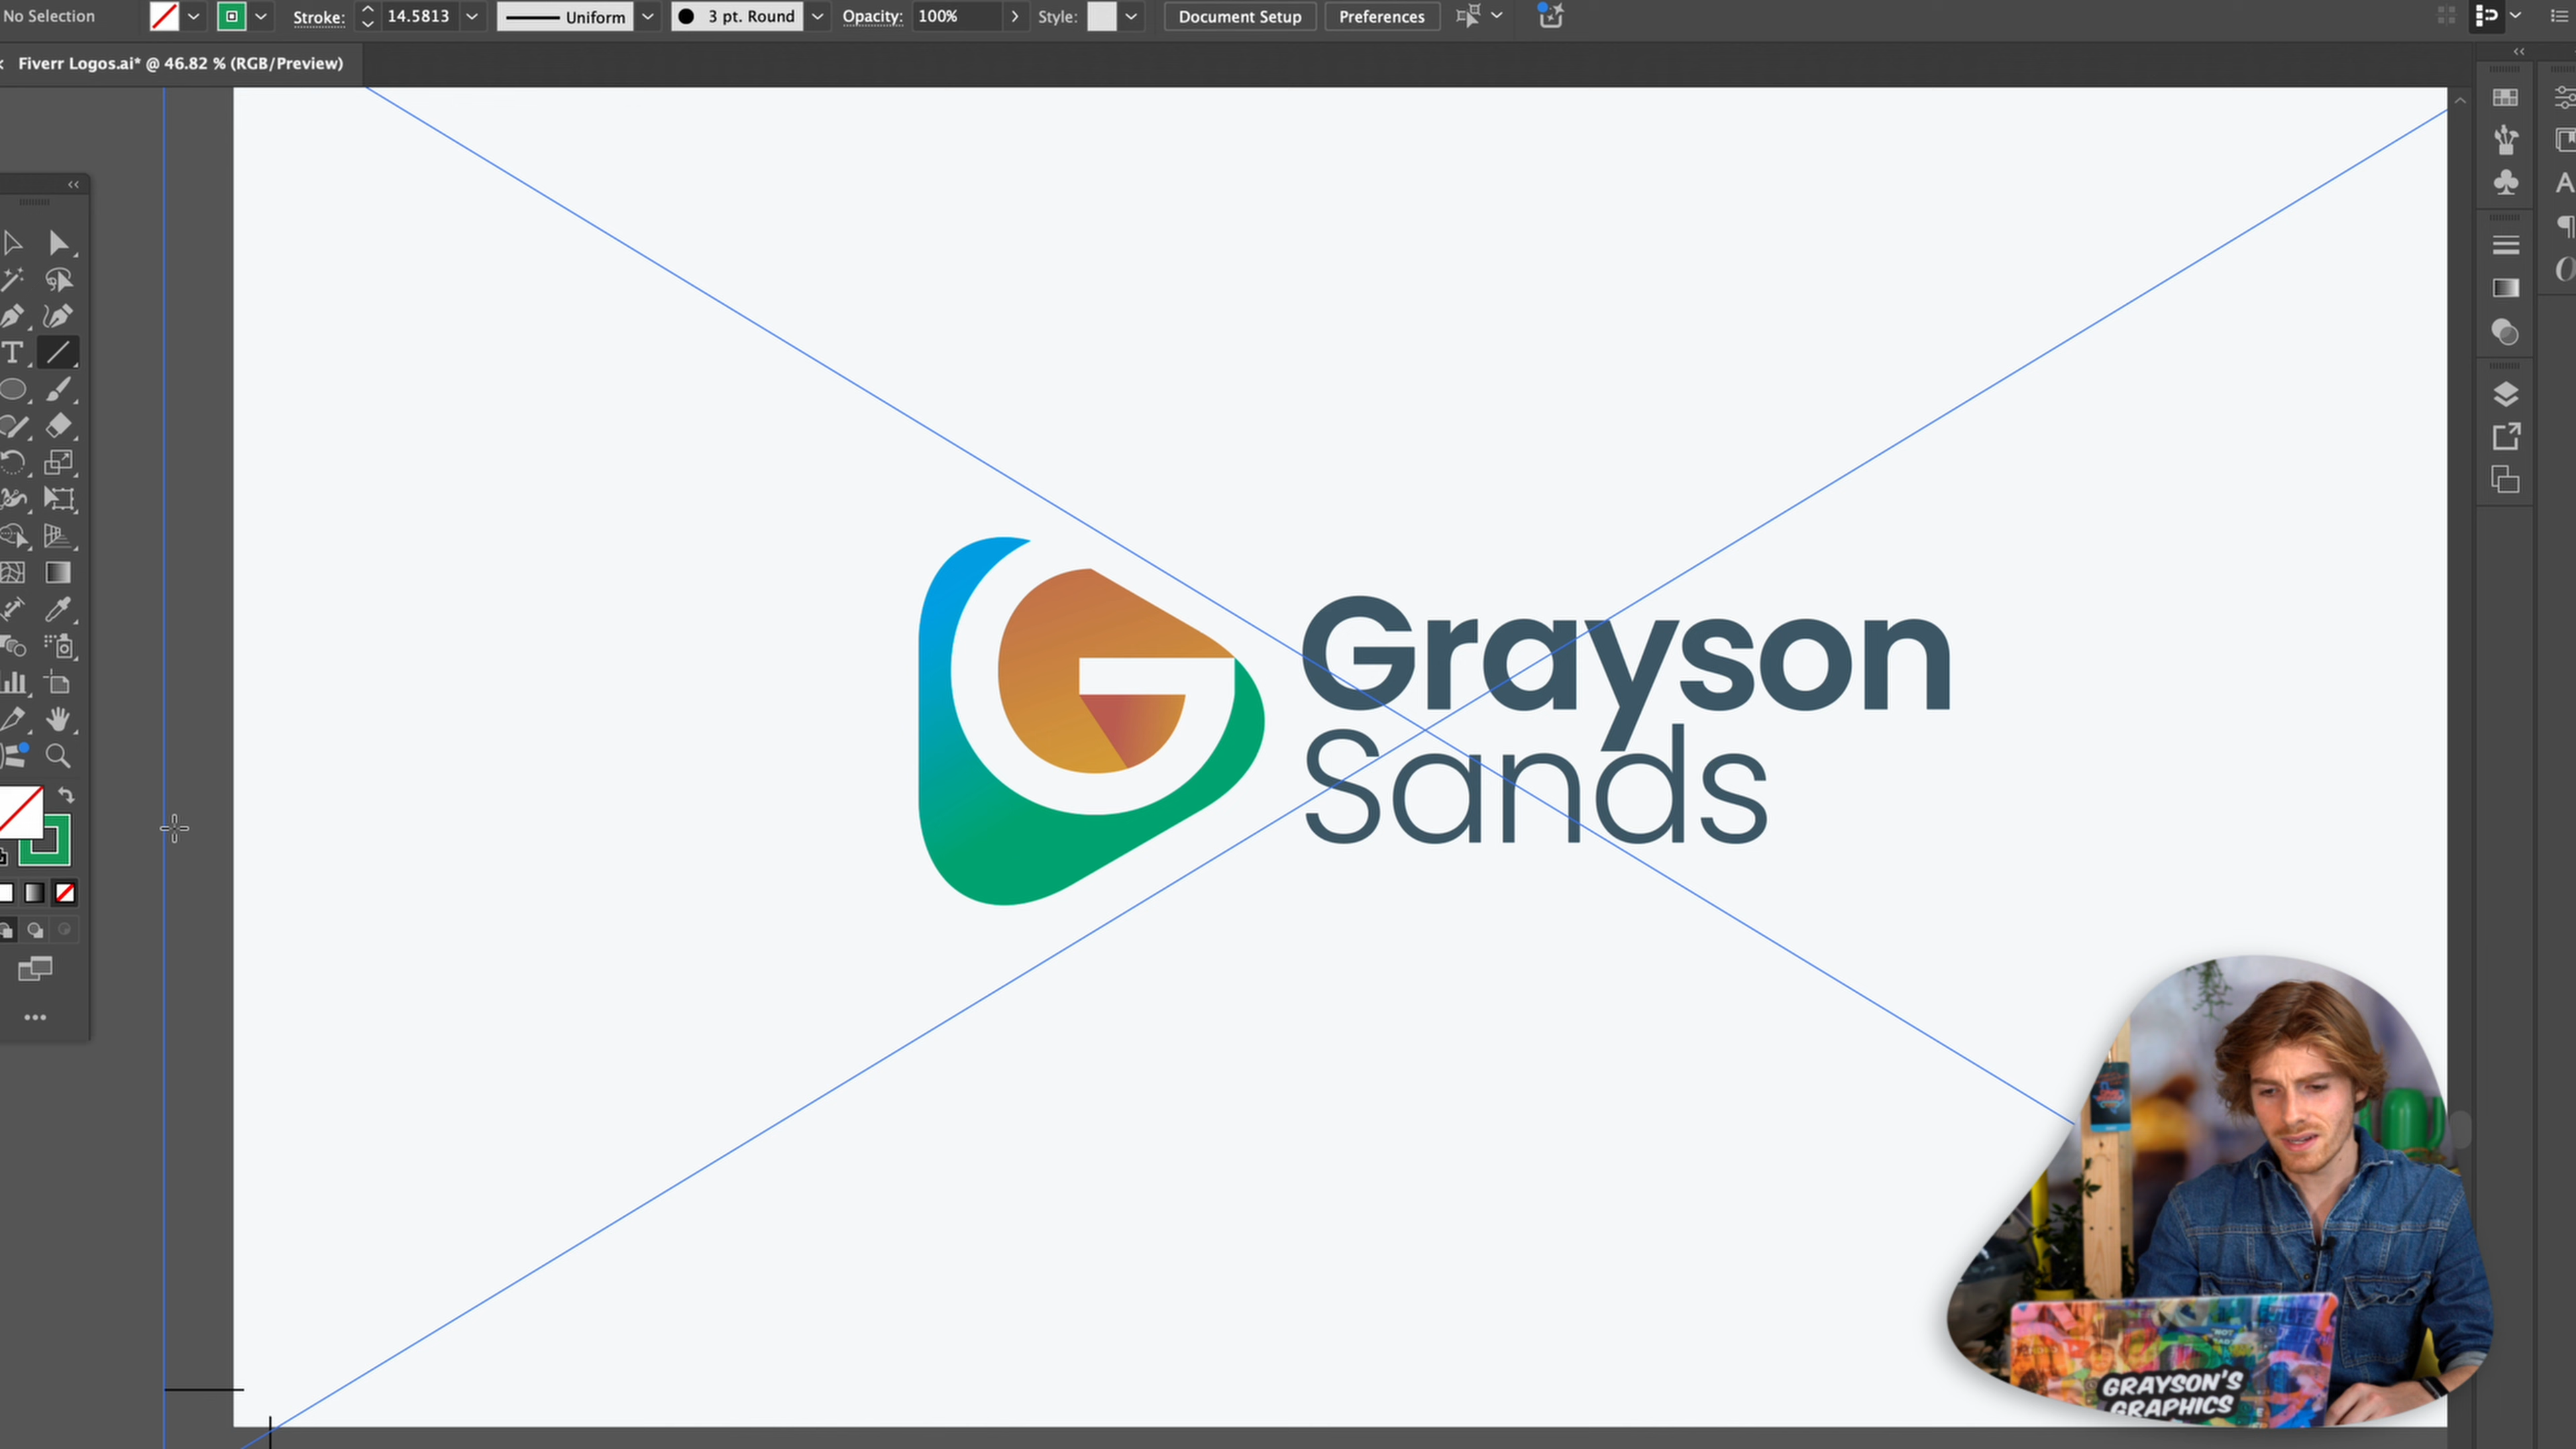 No Selection
Stroke:
14.5813
Uniform
3 pt. Round
Opacity:
100%
Style:
Document Setup
Preferences
Fiverr Logos.ai* @ 46.82 % (RGB/Preview)
Grayson
Sands
GRAYSON'S
GRAPHICS